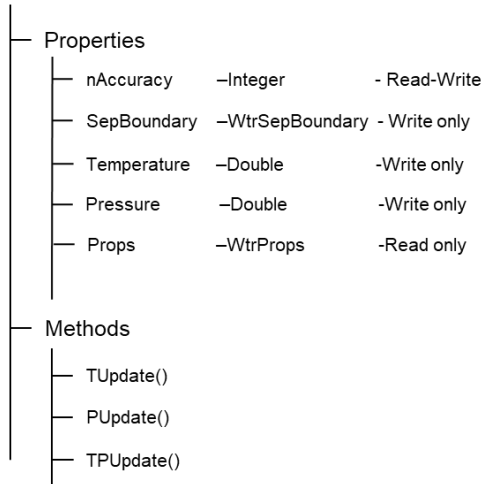 Properties
nAccuracy –Integer - Read-Write
SepBoundary –WtrSepBoundary - Write only
Temperature –Double -Write only
Pressure –Double -Write only
Props –WtrProps -Read only
Methods
TUpdate()
PUpdate()
TPUpdate()